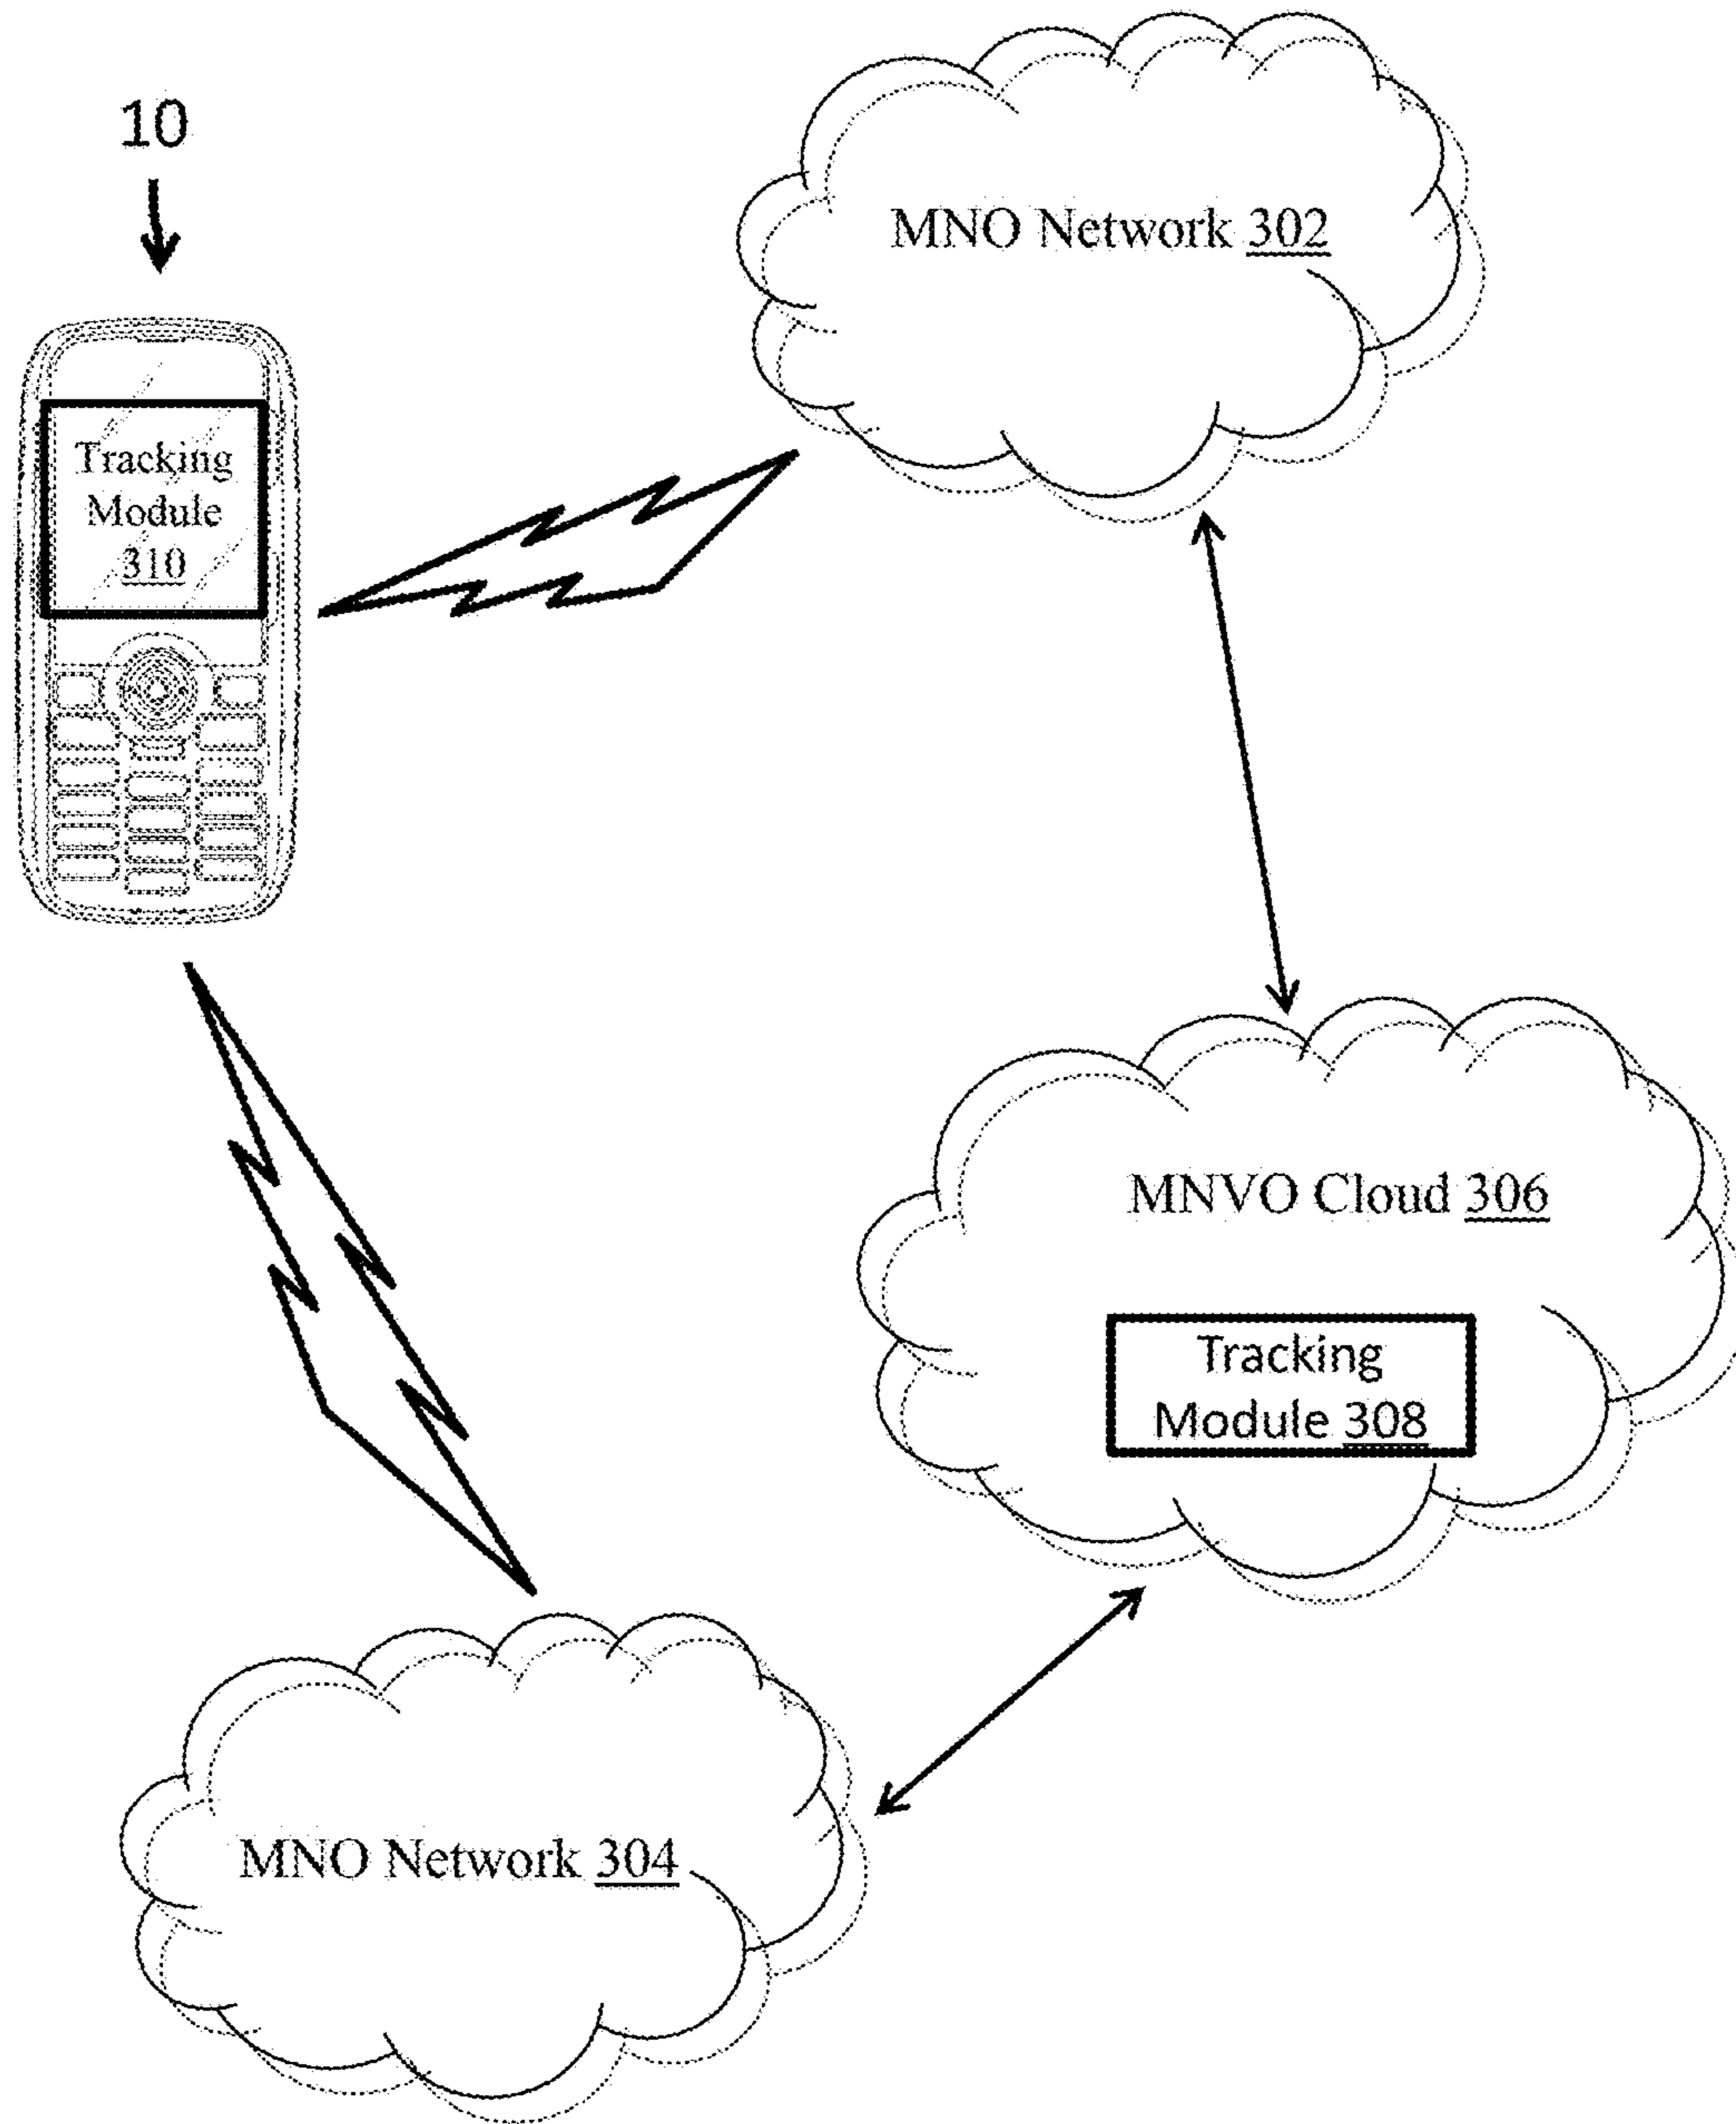 10
MNO Network 302
Tracking
Module
310
MNVO Cloud 306
Tracking
Module 308
MNO Network 304